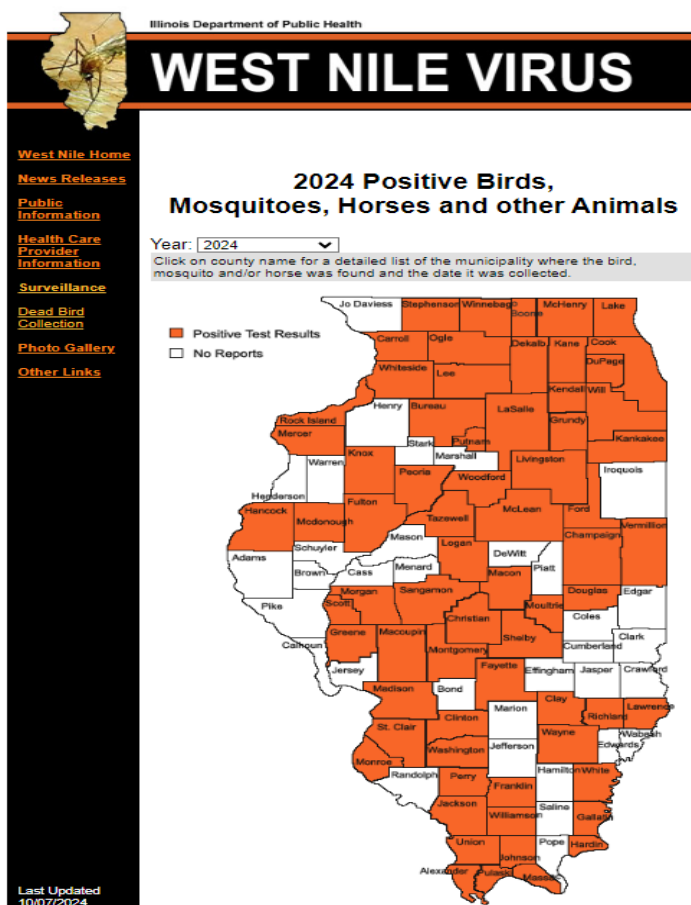 Illinois Department of Public Health
WEST NILE VIRUS
West Nile Home
News Releases
Public
Information
Health Care
Provider
Information
Surveillance
Dead Bird
Collection
Photo Gallery
Other Links
Last Updated
10/07/2024
2024 Positive Birds,
Mosquitoes, Horses and other Animals
Year: 2024
Click on county name for a detailed list of the municipality where the bird,
mosquito and/or horse was found and the date it was collected.
Positive Test Results
No Reports
Jo Daviess Stephenson Winnebago Boone McHenry Lake
Carroll Ogle Dekalb Kane Cook
DuPage
Whiteside Lee
Kendall Will
Henry Bureau LaSalle
Rock Island Grundy
Mercer Stark Putnam Kankakee
Knox Marshall Livingston
Warren Peoria Woodford Iroquois
Henderson Fulton
Hancock McLean Ford
Mcdonough Tazewell Vermillion
Mason Champaign
Adams Schuyler Logan DeWitt
Brown Cass Menard Macon Piatt
Morgan Sangamon Douglas Edgar
Pike Scott Moultrie
Christian Coles
Greene Macoupin Shelby Clark
Calhoun Montgomery Cumberland
Jersey Fayette Effingham Jasper Crawford
Madison Bond
Clay Lawrence
Clinton Marion Richland
St. Clair Wayne Wabash
Washington Jefferson Edwards
Monroe
Randolph Perry Hamilton White
Franklin
Jackson Saline
Williamson Gallatin
Union Pope Hardin
Johnson
Alexander Pulaski Massac